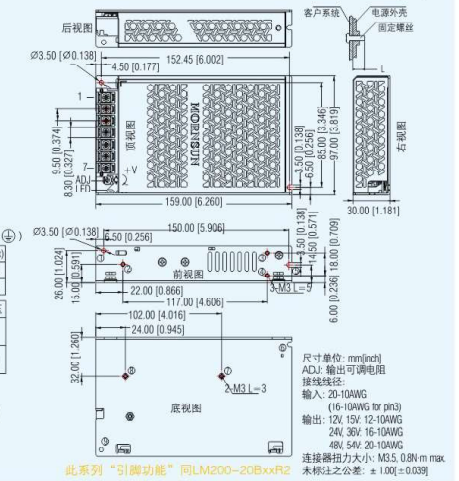 后视图
客户系统
电源外壳
固定螺丝
L
152.45 [6.002]
Ø3.50 [Ø0.138]
4.50 [0.177]
1
9.50 [0.374]
8.30 [0.327]
7
ADJ
LED
+V
顶视图
MORNSUN
3.50 [0.138]
6.50 [0.256]
85.00 [3.346]
97.00 [3.819]
右视图
159.00 [6.260]
30.00 [1.181]
150.00 [5.906]
Ø3.50 [Ø0.138]
6.50 [0.256]
26.00 [1.024]
15.00 [0.591]
前视图
3.50 [0.138]
14.50 [0.571]
18.00 [0.709]
22.00 [0.866]
3-M3 L=5
6.00 [0.236]
117.00 [4.606]
102.00 [4.016]
24.00 [0.945]
32.00 [1.260]
⑧
⑦
⑥
2-M3 L=3
底视图
尺寸单位: mm[inch]
ADJ: 输出可调电阻
接线线径:
输入: 20-10AWG
(16-10AWG for pin3)
输出: 12V, 15V: 12-10AWG
24V, 36V: 16-10AWG
48V, 54V: 20-10AWG
连接器扭力大小: M3.5, 0.8N·m max.
未标注之公差: ± 1.00[±0.039]
此系列“引脚功能”同LM200-20BxxR2